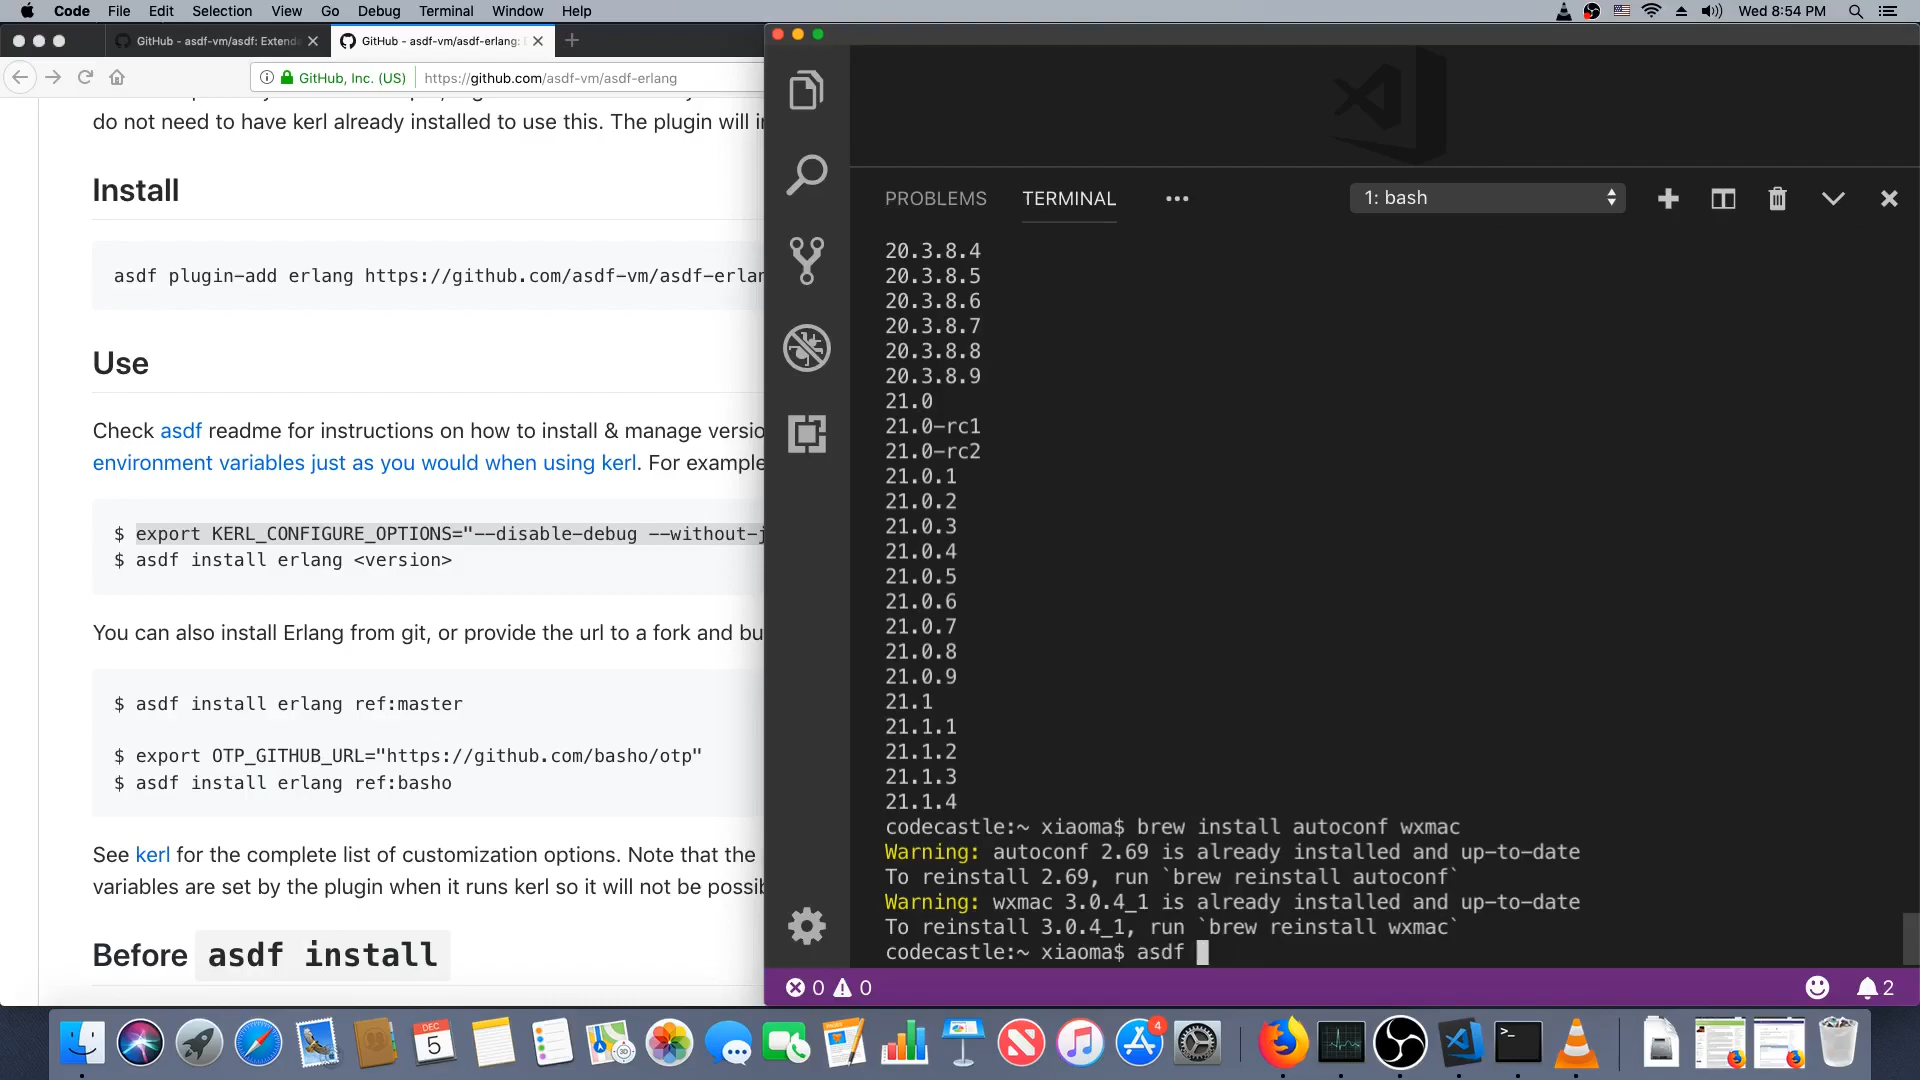 Code File Edit Selection View Go Debug Terminal Window Help Wed 8:54 PM
GitHub - asdf-vm/asdf: Extend
GitHub - asdf-vm/asdf-erlang:
GitHub, Inc. (US) https://github.com/asdf-vm/asdf-erlang
do not need to have kerl already installed to use this. The plugin will
Install
asdf plugin-add erlang https://github.com/asdf-vm/asdf-erlan
Use
Check asdf readme for instructions on how to install & manage versio
environment variables just as you would when using kerl. For example
$ export KERL_CONFIGURE_OPTIONS="--disable-debug --without-j
$ asdf install erlang <version>
You can also install Erlang from git, or provide the url to a fork and bu
$ asdf install erlang ref:master
$ export OTP_GITHUB_URL="https://github.com/basho/otp"
$ asdf install erlang ref:basho
See kerl for the complete list of customization options. Note that the
variables are set by the plugin when it runs kerl so it will not be possib
Before asdf install
PROBLEMS TERMINAL ••• 1: bash
20.3.8.4
20.3.8.5
20.3.8.6
20.3.8.7
20.3.8.8
20.3.8.9
21.0
21.0-rc1
21.0-rc2
21.0.1
21.0.2
21.0.3
21.0.4
21.0.5
21.0.6
21.0.7
21.0.8
21.0.9
21.1
21.1.1
21.1.2
21.1.3
21.1.4
codecastle:~ xiaoma$ brew install autoconf wxmac
Warning: autoconf 2.69 is already installed and up-to-date
To reinstall 2.69, run `brew reinstall autoconf`
Warning: wxmac 3.0.4_1 is already installed and up-to-date
To reinstall 3.0.4_1, run `brew reinstall wxmac`
codecastle:~ xiaoma$ asdf
0 0 2
DEC
5
3D
4
>_